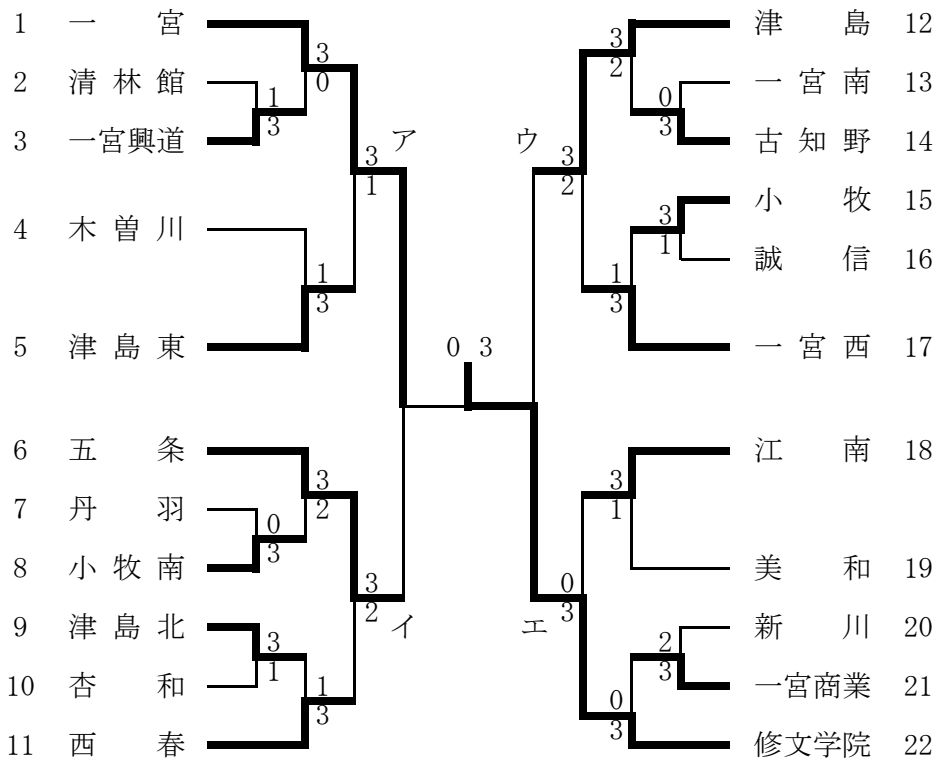 1 一宮 3 3 津島 12
2 清林館 1 0 2 0 一宮南 13
3 一宮興道 3 ア ウ 3 古知野 14
3 1 3 2
4 木曽川 3 小牧 15
1 誠信 16
1 3 1 3
5 津島東 0 3 一宮西 17
6 五条 3 3 江南 18
7 丹羽 0 2 1
8 小牧南 3 3 0 美和 19
9 津島北 3 2 イ エ 3 2 新川 20
10 杏和 1 1 0 3 一宮商業 21
11 西春 3 3 修文学院 22